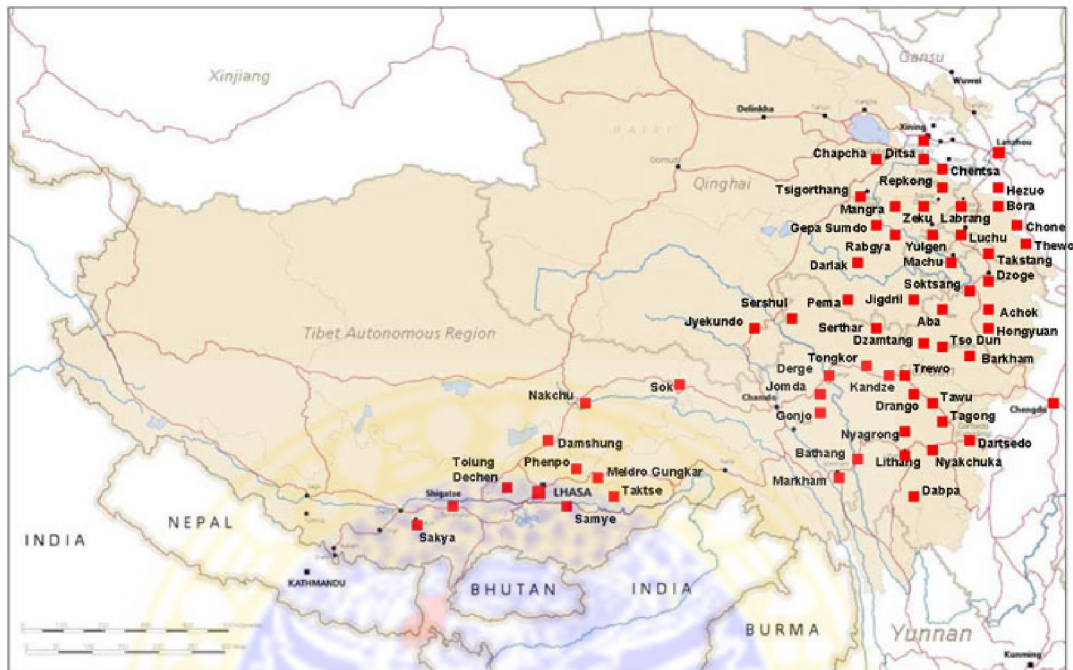 Gansu
Xinjiang
Wuwei
Delinkha
Xining
Lanzhou
Chapcha
Ditsa
Chentsa
Repkong
Qinghai
Tsigorthang
Hezuo
Mangra
Zeku
Labrang
Bora
Gepa Sumdo
Chone
Rabgya
Yulgen
Luchu
Thewo
Darlak
Machu
Takstang
Dzoge
Soktsang
Sershul
Pema
Jigdril
Achok
Tibet Autonomous Region
Jyekundo
Serthar
Aba
Hongyuan
Dzamtang
Tso Dun
Barkham
Tongkor
Derge
Trewo
Sok
Jomda
Kandze
Nakchu
Chamdo
Drango
Tawu
Chengdu
Gonjo
Tagong
Nyagrong
Damshung
Dartsedo
Bathang
Lithang
Nyakchuka
Tolung
Dechen
Phenpo
Meldro Gungkar
Markham
Shigatse
LHASA
Taktse
Dabpa
Samye
Sakya
NEPAL
INDIA
KATHMANDU
BHUTAN
INDIA
BURMA
Yunnan
Kunming